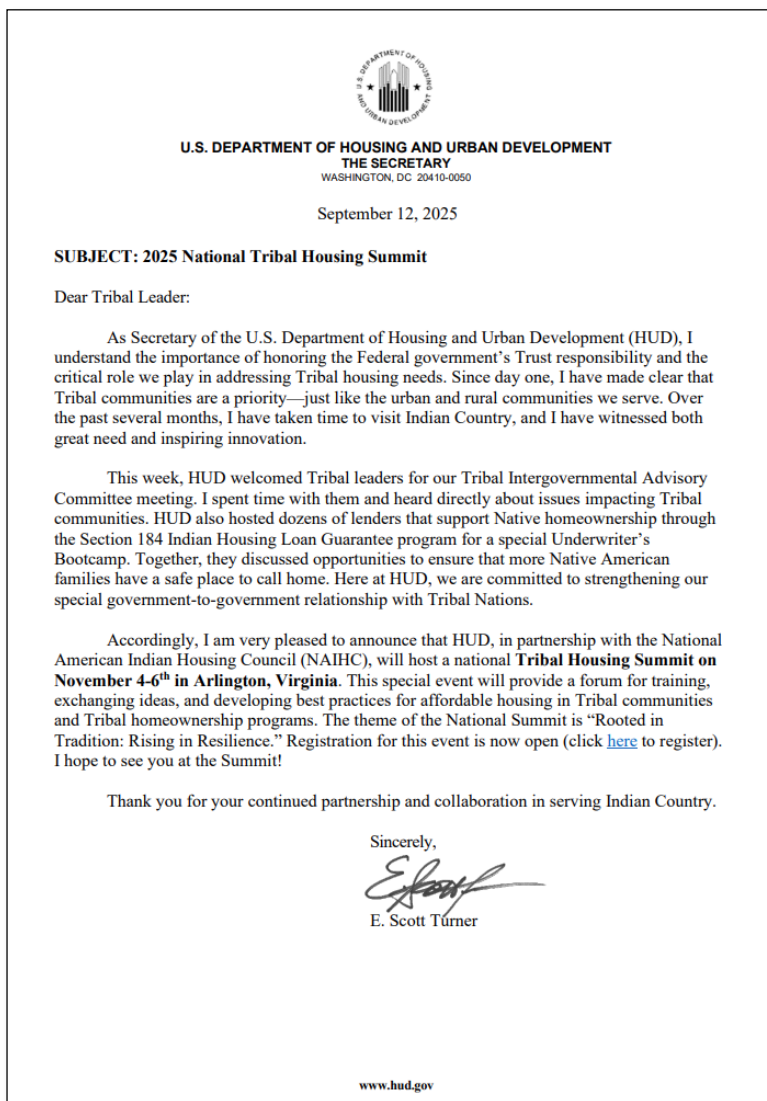 U.S. DEPARTMENT OF HOUSING
AND URBAN DEVELOPMENT
U.S. DEPARTMENT OF HOUSING AND URBAN DEVELOPMENT
THE SECRETARY
WASHINGTON, DC 20410-0050
September 12, 2025
SUBJECT: 2025 National Tribal Housing Summit
Dear Tribal Leader:
As Secretary of the U.S. Department of Housing and Urban Development (HUD), I
understand the importance of honoring the Federal government’s Trust responsibility and the
critical role we play in addressing Tribal housing needs. Since day one, I have made clear that
Tribal communities are a priority—just like the urban and rural communities we serve. Over
the past several months, I have taken time to visit Indian Country, and I have witnessed both
great need and inspiring innovation.
This week, HUD welcomed Tribal leaders for our Tribal Intergovernmental Advisory
Committee meeting. I spent time with them and heard directly about issues impacting Tribal
communities. HUD also hosted dozens of lenders that support Native homeownership through
the Section 184 Indian Housing Loan Guarantee program for a special Underwriter’s
Bootcamp. Together, they discussed opportunities to ensure that more Native American
families have a safe place to call home. Here at HUD, we are committed to strengthening our
special government-to-government relationship with Tribal Nations.
Accordingly, I am very pleased to announce that HUD, in partnership with the National
American Indian Housing Council (NAIHC), will host a national Tribal Housing Summit on
November 4-6th in Arlington, Virginia. This special event will provide a forum for training,
exchanging ideas, and developing best practices for affordable housing in Tribal communities
and Tribal homeownership programs. The theme of the National Summit is “Rooted in
Tradition: Rising in Resilience.” Registration for this event is now open (click here to register).
I hope to see you at the Summit!
Thank you for your continued partnership and collaboration in serving Indian Country.
Sincerely,
E. Scott Turner
www.hud.gov